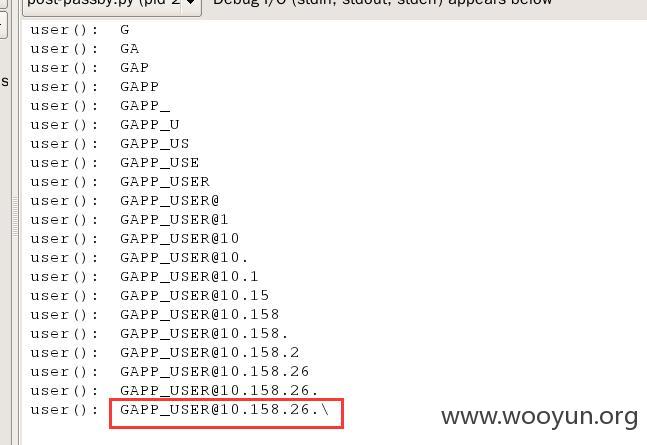 post-passby.py (pid 2
Debug I/O (stdin, stdout, stderr) appears below
s
user(): G
user(): GA
user(): GAP
user(): GAPP
user(): GAPP_
user(): GAPP_U
user(): GAPP_US
user(): GAPP_USE
user(): GAPP_USER
user(): GAPP_USER@
user(): GAPP_USER@1
user(): GAPP_USER@10
user(): GAPP_USER@10.
user(): GAPP_USER@10.1
user(): GAPP_USER@10.15
user(): GAPP_USER@10.158
user(): GAPP_USER@10.158.
user(): GAPP_USER@10.158.2
user(): GAPP_USER@10.158.26
user(): GAPP_USER@10.158.26.
user(): GAPP_USER@10.158.26.\
www.wooyun.org